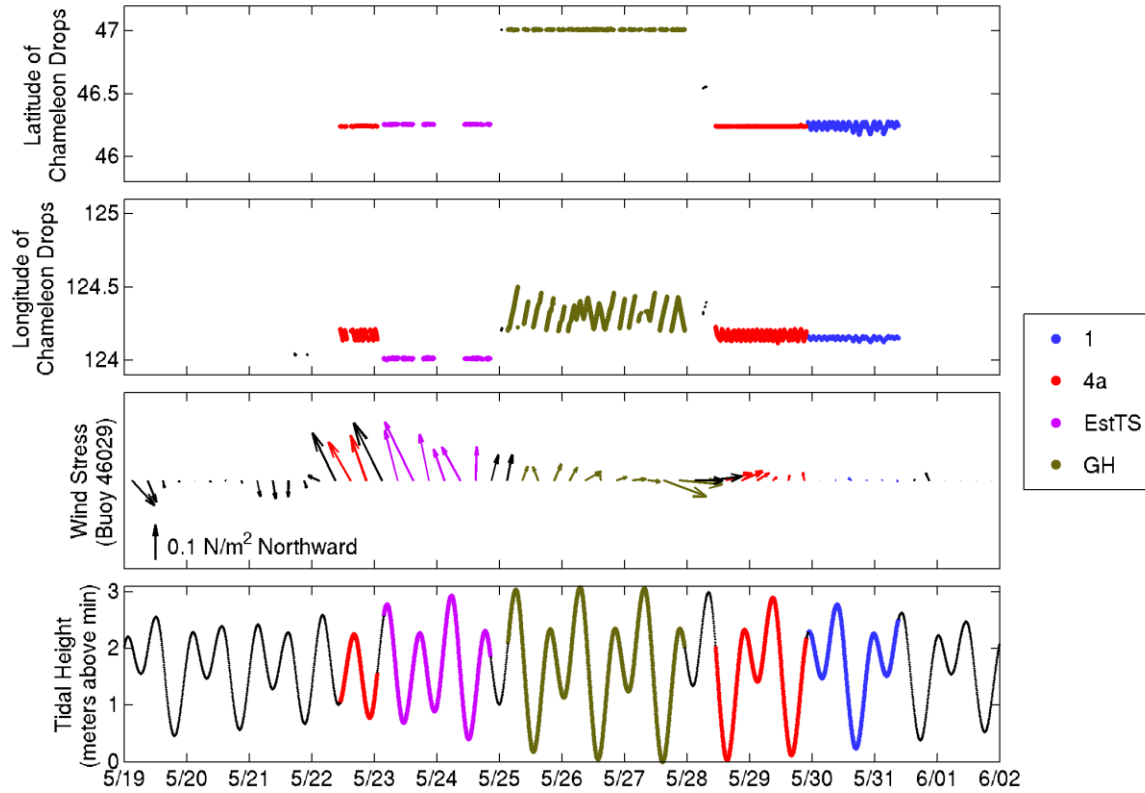 Latitude of
Chameleon Drops
47
46.5
46
Longitude of
Chameleon Drops
125
124.5
124
Wind Stress
(Buoy 46029)
0.1 N/m² Northward
Tidal Height
(meters above min)
3
2
1
0
5/19 5/20 5/21 5/22 5/23 5/24 5/25 5/26 5/27 5/28 5/29 5/30 5/31 6/01 6/02
1
4a
EstTS
GH